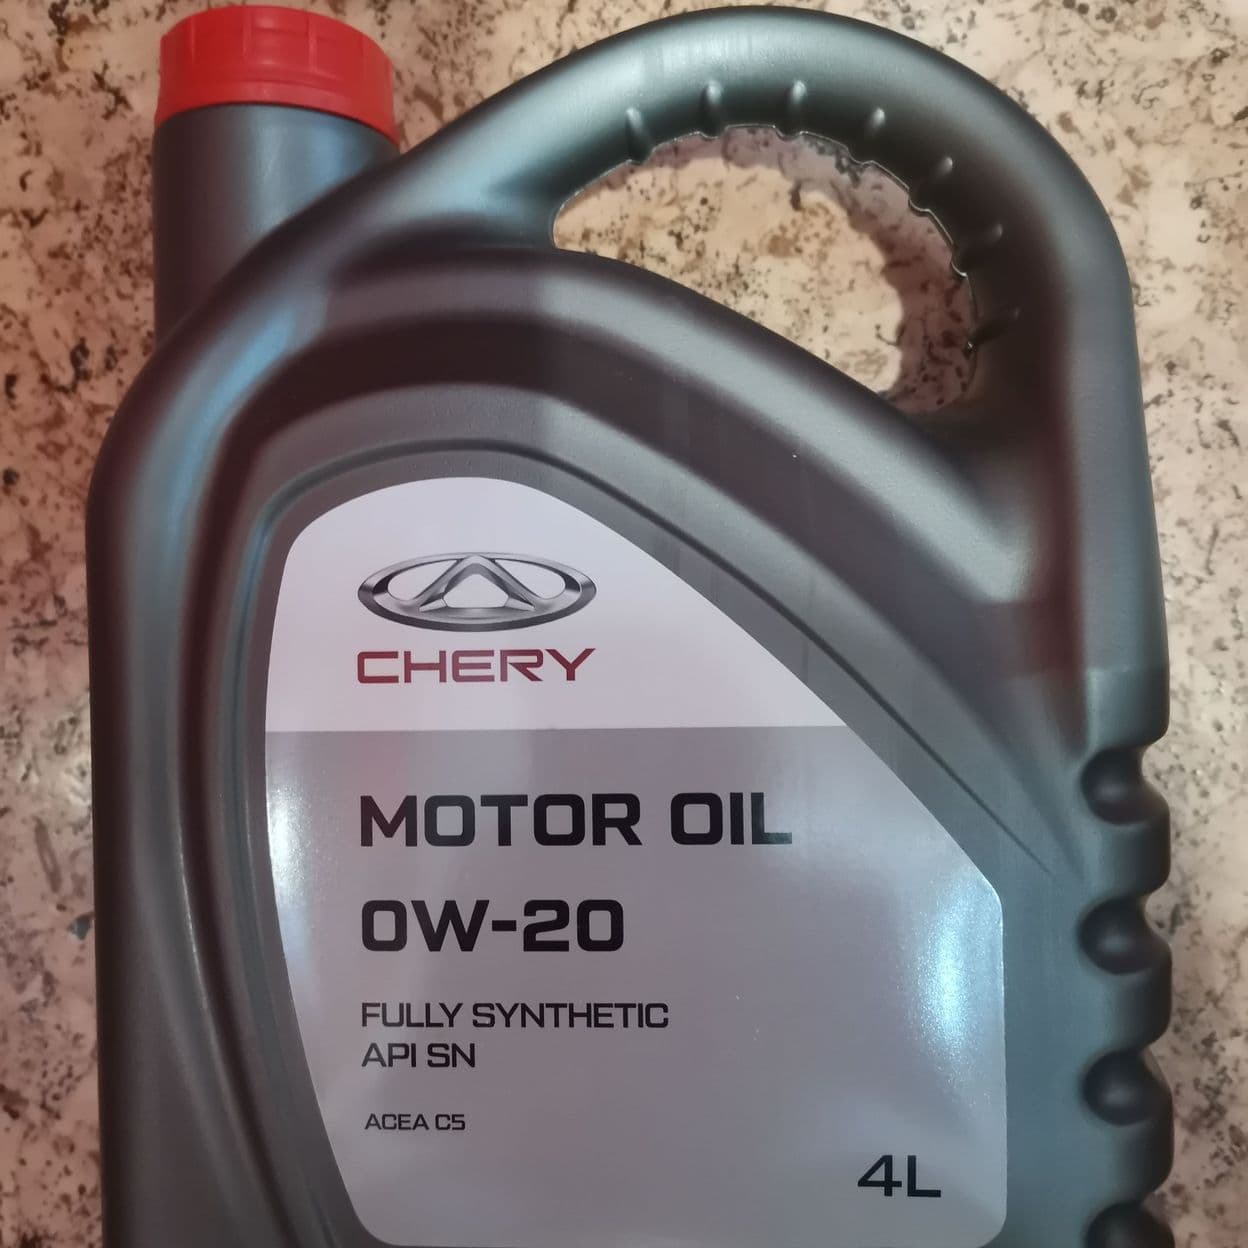 CHERY
MOTOR OIL
0W-20
FULLY SYNTHETIC
API SN
ACEA C5
4L